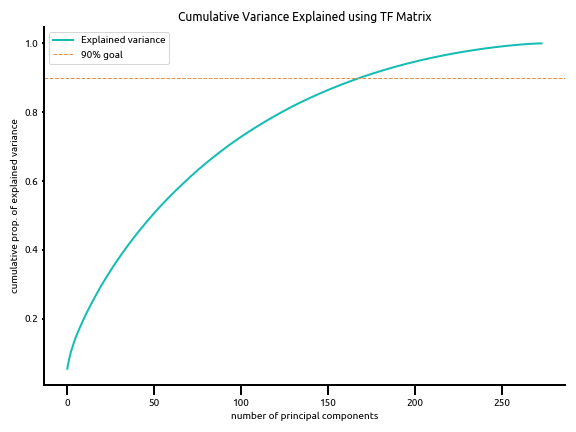 Cumulative Variance Explained using TF Matrix
Explained variance
90% goal
1.0
0.8
0.6
0.4
0.2
cumulative prop. of explained variance
0
50
100
150
200
250
number of principal components